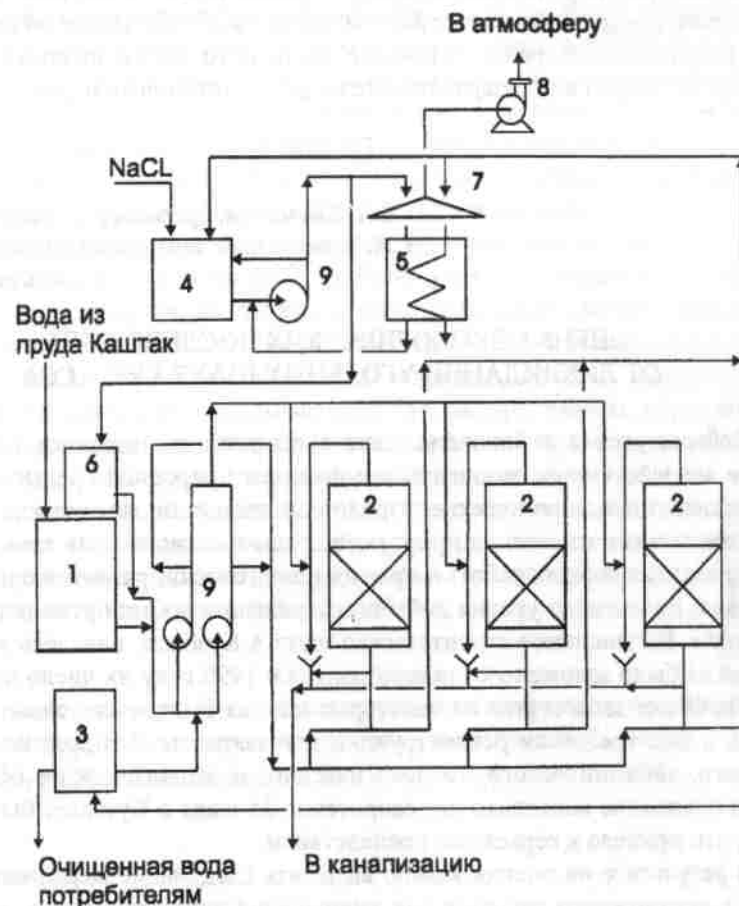 В атмосферу
8
NaCL
7
4
9
5
Вода из
пруда Каштак
6
2
2
2
1
9
3
Очищенная вода
потребителям
В канализацию